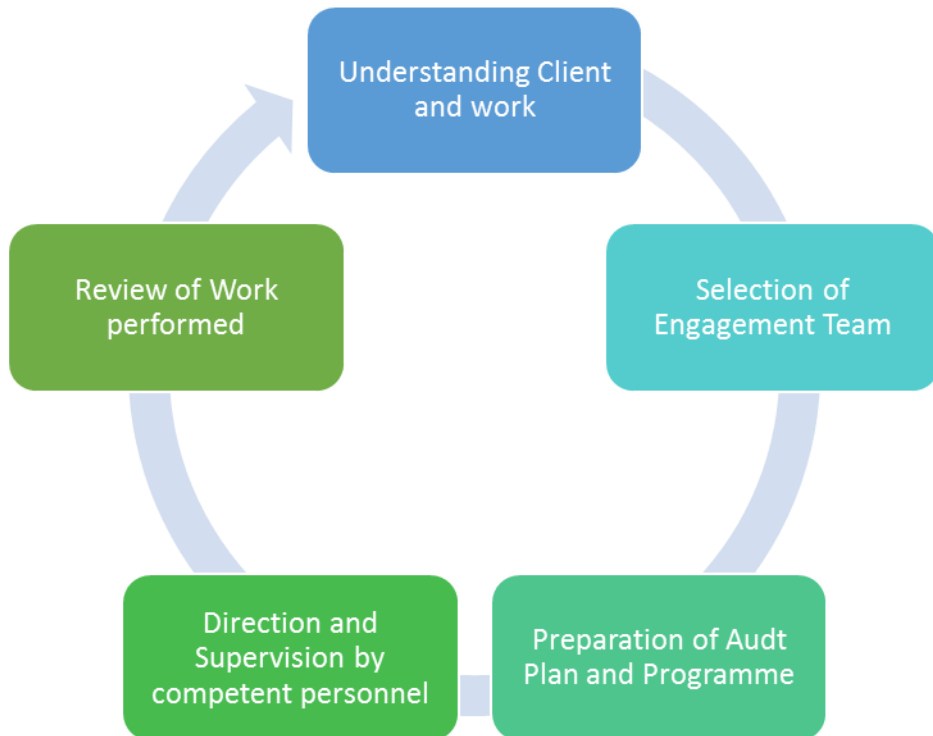 Understanding Client
and work
Selection of
Engagement Team
Preparation of Audt
Plan and Programme
Direction and
Supervision by
competent personnel
Review of Work
performed